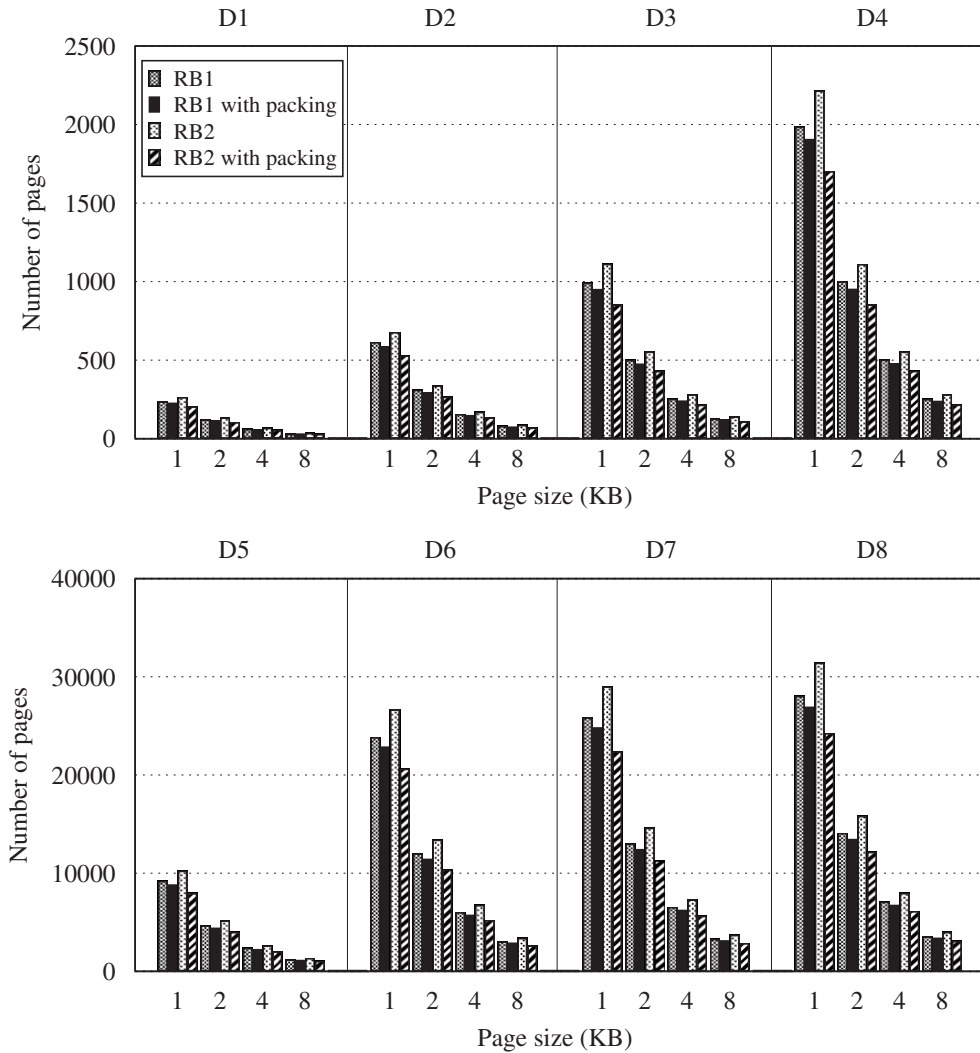 D1 D2 D3 D4
2500
2000
1500
1000
500
0
Number of pages
RB1
RB1 with packing
RB2
RB2 with packing
1 2 4 8 1 2 4 8 1 2 4 8 1 2 4 8
Page size (KB)
D5 D6 D7 D8
40000
30000
20000
10000
0
Number of pages
1 2 4 8 1 2 4 8 1 2 4 8 1 2 4 8
Page size (KB)